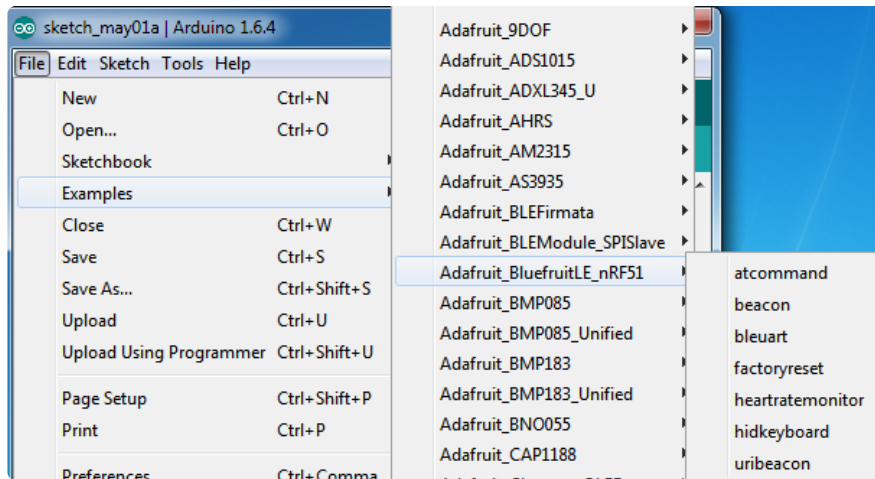 sketch_may01a | Arduino 1.6.4
File Edit Sketch Tools Help
New Ctrl+N
Open... Ctrl+O
Sketchbook
Examples
Close Ctrl+W
Save Ctrl+S
Save As... Ctrl+Shift+S
Upload Ctrl+U
Upload Using Programmer Ctrl+Shift+U
Page Setup Ctrl+Shift+P
Print Ctrl+P
Preferences Ctrl+Comma
Adafruit_9DOF
Adafruit_ADS1015
Adafruit_ADXL345_U
Adafruit_AHRS
Adafruit_AM2315
Adafruit_AS3935
Adafruit_BLEFirmata
Adafruit_BLEModule_SPISlave
Adafruit_BluefruitLE_nRF51
Adafruit_BMP085
Adafruit_BMP085_Unified
Adafruit_BMP183
Adafruit_BMP183_Unified
Adafruit_BNO055
Adafruit_CAP1188
atcommand
beacon
bleuart
factoryreset
heartratemonitor
hidkeyboard
uribeacon